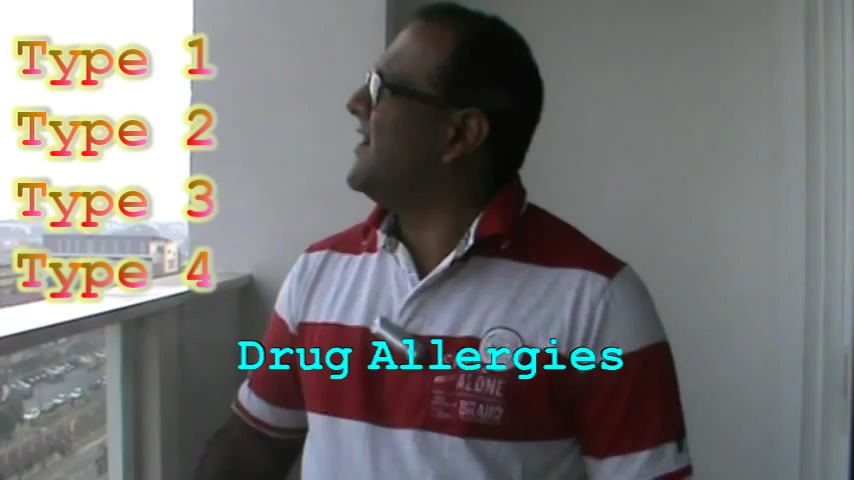 Type 1
Type 2
Type 3
Type 4
Drug Allergies
ALONE
BRAND